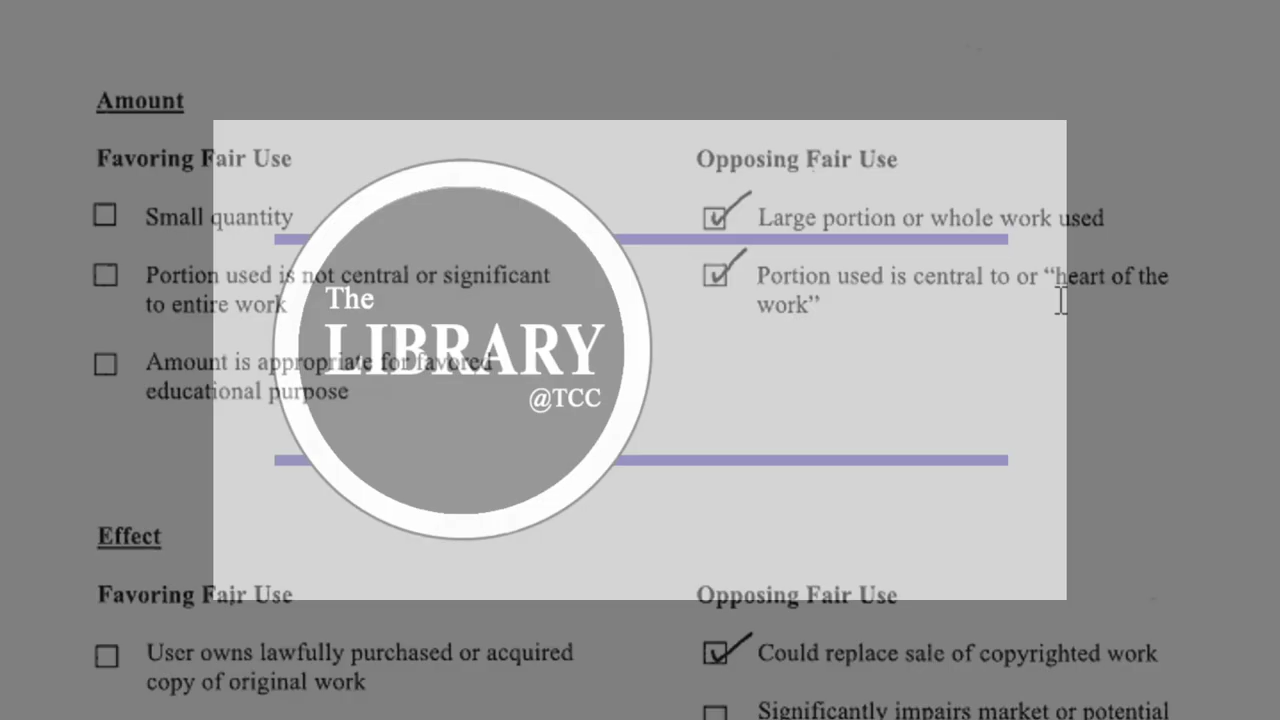 Amount
Favoring Fair Use
Opposing Fair Use
Small quantity
Large portion or whole work used
Portion used is not central or significant
to entire work
Portion used is central to or “heart of the
work”
The
LIBRARY
@TCC
Amount is appropriate for favored
educational purpose
Effect
Favoring Fair Use
Opposing Fair Use
User owns lawfully purchased or acquired
copy of original work
Could replace sale of copyrighted work
Significantly impairs market or potential